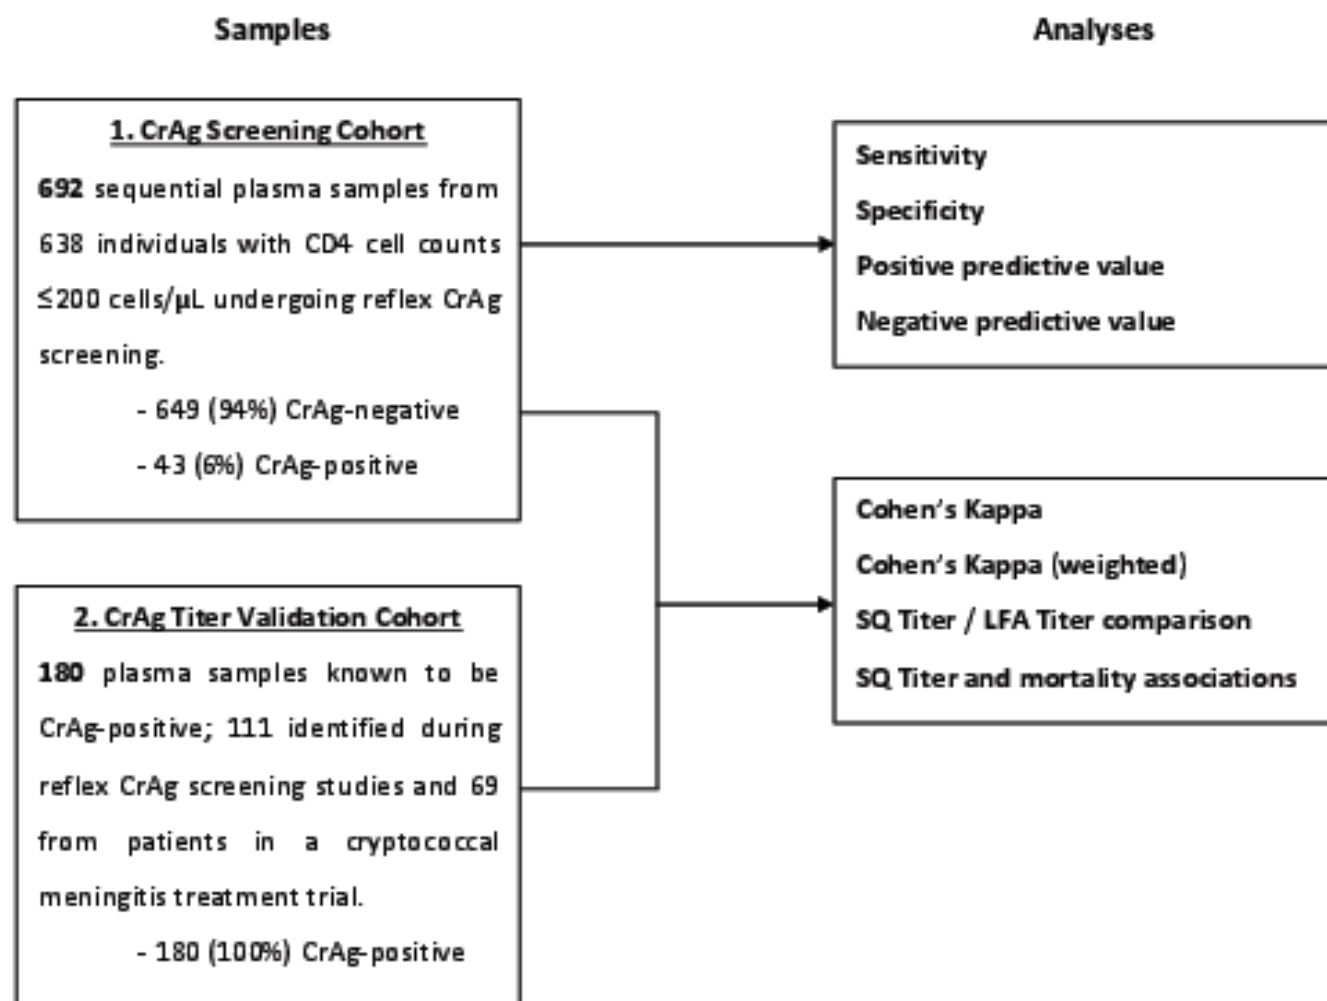 Samples
Analyses
1. CrAg Screening Cohort
692 sequential plasma samples from
638 individuals with CD4 cell counts
≤200 cells/µL undergoing reflex CrAg
screening.
- 649 (94%) CrAg-negative
- 43 (6%) CrAg-positive
Sensitivity
Specificity
Positive predictive value
Negative predictive value
2. CrAg Titer Validation Cohort
180 plasma samples known to be
CrAg-positive; 111 identified during
reflex CrAg screening studies and 69
from patients in a cryptococcal
meningitis treatment trial.
- 180 (100%) CrAg-positive
Cohen's Kappa
Cohen's Kappa (weighted)
SQ Titer / LFA Titer comparison
SQ Titer and mortality associations